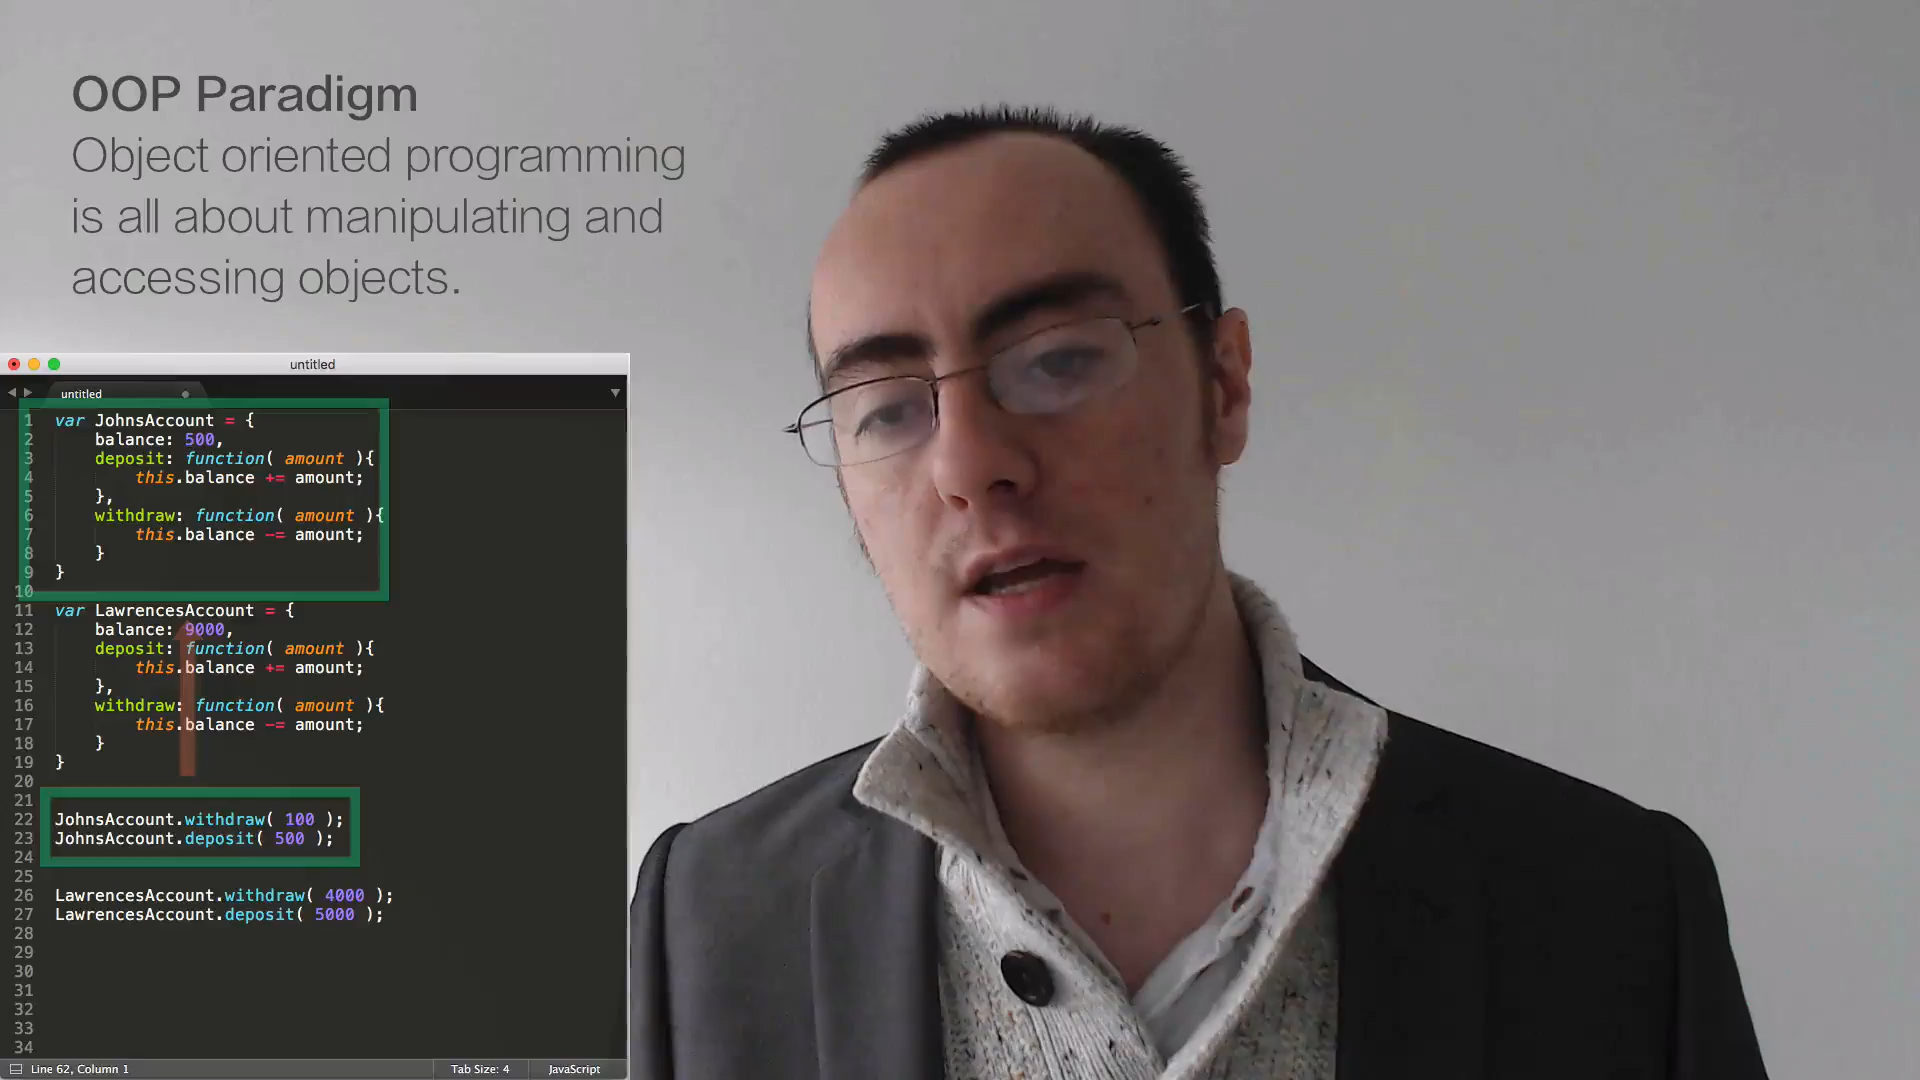 OOP Paradigm
Object oriented programming
is all about manipulating and
accessing objects.
untitled
untitled
1 var JohnsAccount = {
2 balance: 500,
3 deposit: function( amount ){
4 this.balance += amount;
5 },
6 withdraw: function( amount ){
7 this.balance -= amount;
8 }
9 }
10
11 var LawrencesAccount = {
12 balance: 9000,
13 deposit: function( amount ){
14 this.balance += amount;
15 },
16 withdraw: function( amount ){
17 this.balance -= amount;
18 }
19 }
20
21
22 JohnsAccount.withdraw( 100 );
23 JohnsAccount.deposit( 500 );
24
25
26 LawrencesAccount.withdraw( 4000 );
27 LawrencesAccount.deposit( 5000 );
28
29
30
31
32
33
34
Line 62, Column 1 Tab Size: 4 JavaScript